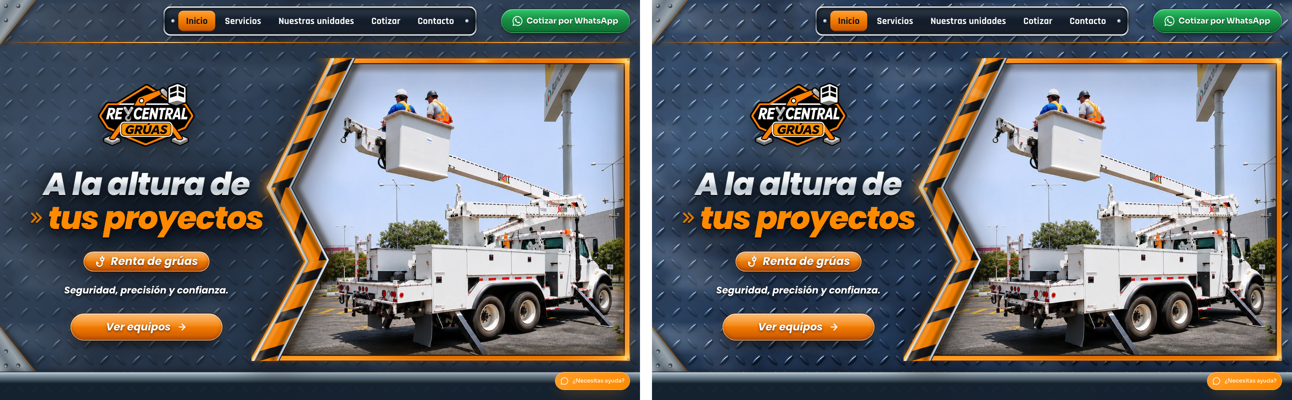 Inicio Servicios Nuestras unidades Cotizar Contacto
Cotizar por WhatsApp
REY CENTRAL
GRÚAS
A la altura de
» tus proyectos
Renta de grúas
Seguridad, precisión y confianza.
Ver equipos →
¿Necesitas ayuda?
Inicio Servicios Nuestras unidades Cotizar Contacto
Cotizar por WhatsApp
REY CENTRAL
GRÚAS
A la altura de
» tus proyectos
Renta de grúas
Seguridad, precisión y confianza.
Ver equipos →
¿Necesitas ayuda?